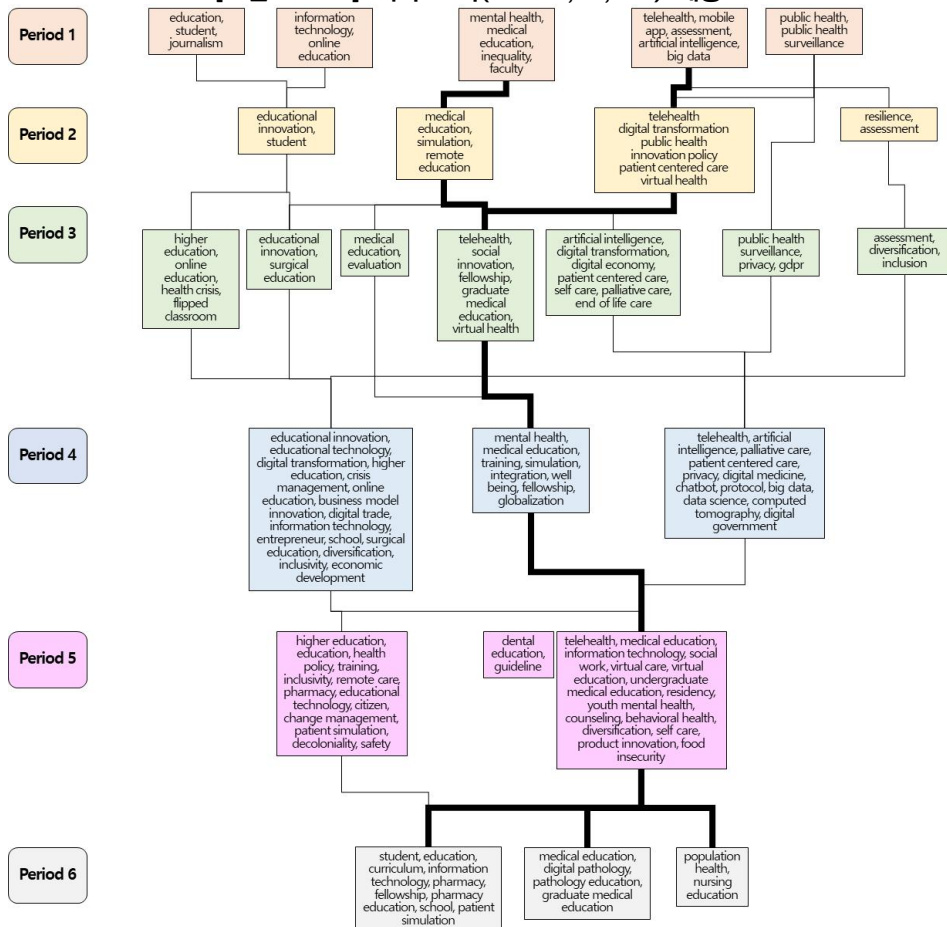 Period 1
education,
student,
journalism
information
technology,
online
education
mental health,
medical
education,
inequality,
faculty
telehealth, mobile
app, assessment,
artificial intelligence,
big data
public health,
public health
surveillance
Period 2
educational
innovation,
student
medical
education,
simulation,
remote
education
telehealth
digital transformation
public health
innovation policy
patient centered care
virtual health
resilience,
assessment
Period 3
higher
education,
online
education,
health crisis,
flipped
classroom
educational
innovation,
surgical
education
medical
education,
evaluation
telehealth,
social
innovation,
fellowship,
graduate
medical
education,
virtual health
artificial intelligence,
digital transformation,
digital economy,
patient centered care,
self care, palliative care,
end of life care
public health
surveillance,
privacy, gdpr
assessment,
diversification,
inclusion
Period 4
educational innovation,
educational technology,
digital transformation, higher
education, crisis
management, online
education, business model
innovation, digital trade,
information technology,
entrepreneur, school, surgical
education, diversification,
inclusivity, economic
development
mental health,
medical education,
training, simulation,
integration, well
being, fellowship,
globalization
telehealth, artificial
intelligence, palliative care,
patient centered care,
privacy, digital medicine,
chatbot, protocol, big data,
data science, computed
tomography, digital
government
Period 5
higher education,
education, health
policy, training,
inclusivity, remote care,
pharmacy, educational
technology, citizen,
change management,
patient simulation,
decoloniality, safety
dental
education,
guideline
telehealth, medical education,
information technology, social
work, virtual care, virtual
education, undergraduate
medical education, residency,
youth mental health,
counseling, behavioral health,
diversification, self care,
product innovation, food
insecurity
Period 6
student, education,
curriculum, information
technology, pharmacy,
fellowship, pharmacy
education, school, patient
simulation
medical education,
digital pathology,
pathology education,
graduate medical
education
population
health,
nursing
education